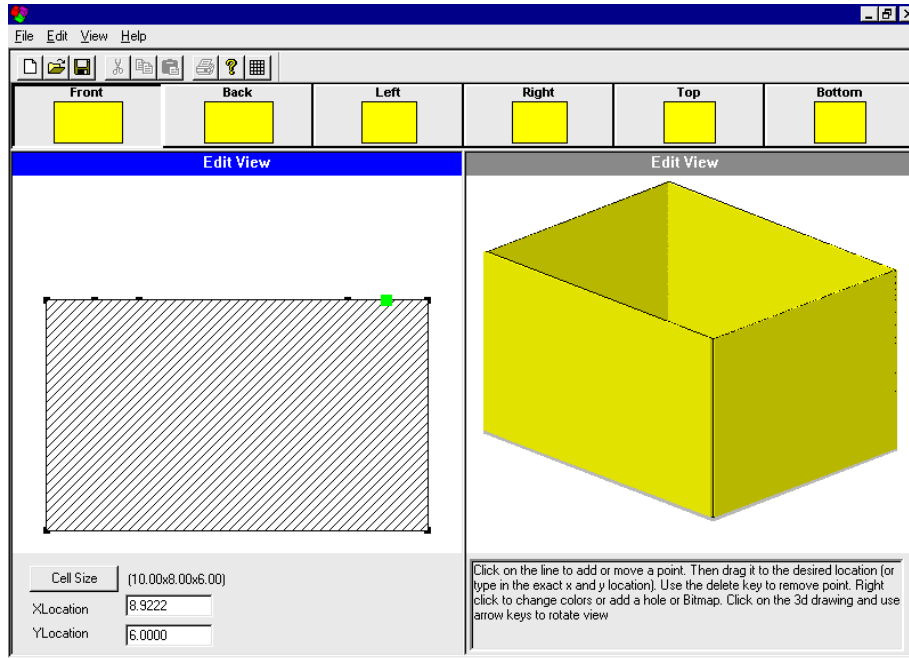 File Edit View Help
Front Back Left Right Top Bottom
Edit View Edit View
Cell Size (10.00x8.00x6.00)
XLocation 8.9222
YLocation 6.0000
Click on the line to add or move a point. Then drag it to the desired location (or
type in the exact x and y location). Use the delete key to remove point. Right
click to change colors or add a hole or Bitmap. Click on the 3d drawing and use
arrow keys to rotate view